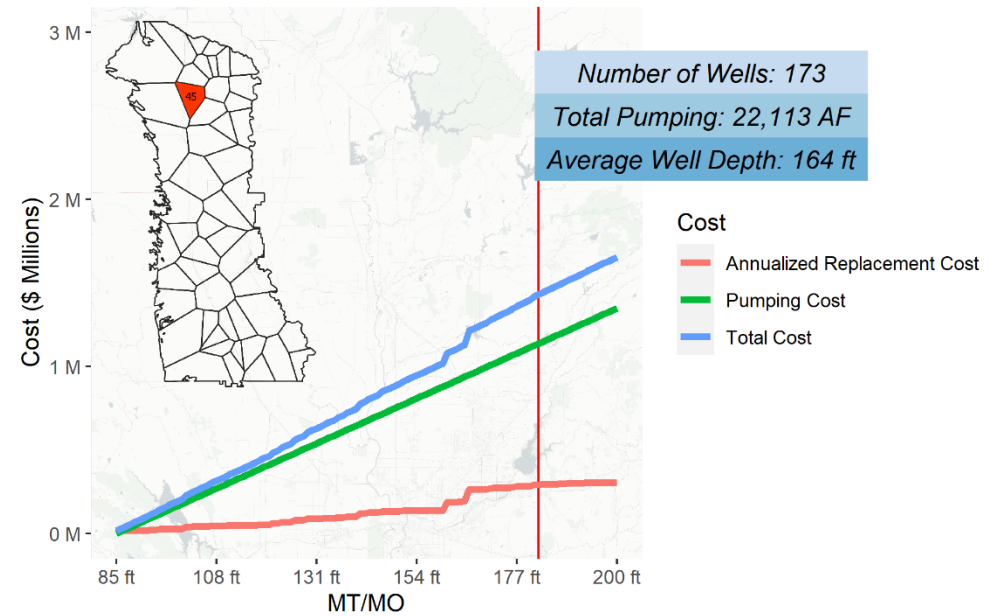 3 M
2 M
1 M
0 M
Cost ($ Millions)
45
Number of Wells: 173
Total Pumping: 22,113 AF
Average Well Depth: 164 ft
Cost
Annualized Replacement Cost
Pumping Cost
Total Cost
85 ft 108 ft 131 ft 154 ft 177 ft 200 ft
MT/MO